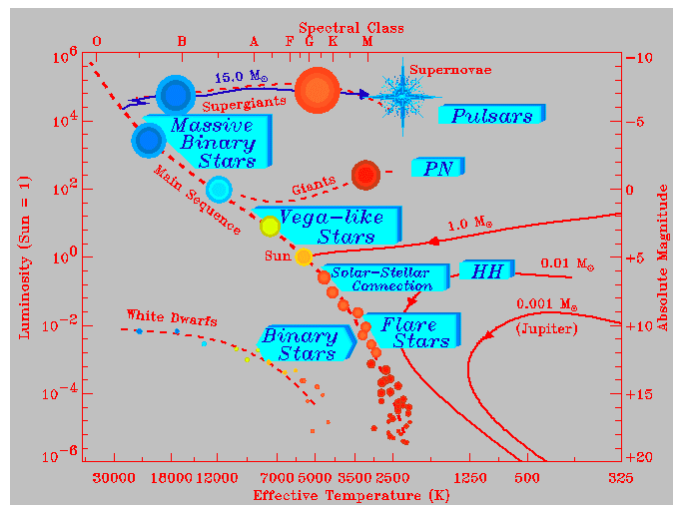 Spectral Class
O B A F G K M
10^6
10^4
10^2
10^0
10^-2
10^-4
10^-6
Luminosity (Sun = 1)
-10
-5
0
+5
+10
+15
+20
Absolute Magnitude
15.0 M☉
Supergiants
Supernovae
Pulsars
Massive
Binary
Stars
Main Sequence
Giants
PN
Vega-like
Stars
1.0 M☉
Sun
Solar-Stellar
Connection
HH
0.01 M☉
0.001 M☉
(Jupiter)
White Dwarfs
Binary
Stars
Flare
Stars
30000 18000 12000 7000 5000 3500 2500 1250 500 325
Effective Temperature (K)